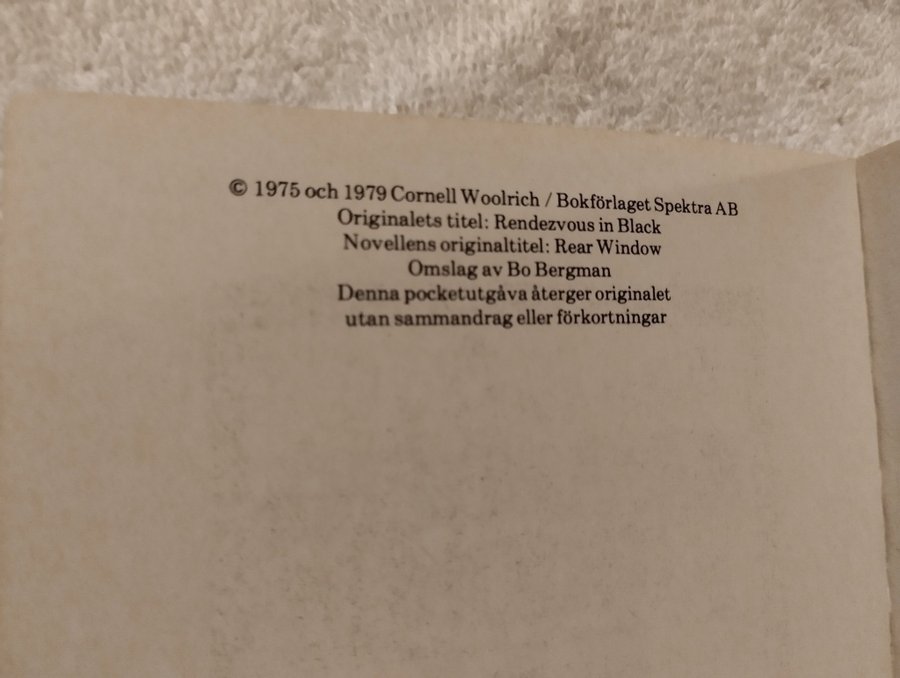 © 1975 och 1979 Cornell Woolrich / Bokförlaget Spektra AB
Originalets titel: Rendezvous in Black
Novellens originaltitel: Rear Window
Omslag av Bo Bergman
Denna pocketutgåva återger originalet
utan sammandrag eller förkortningar